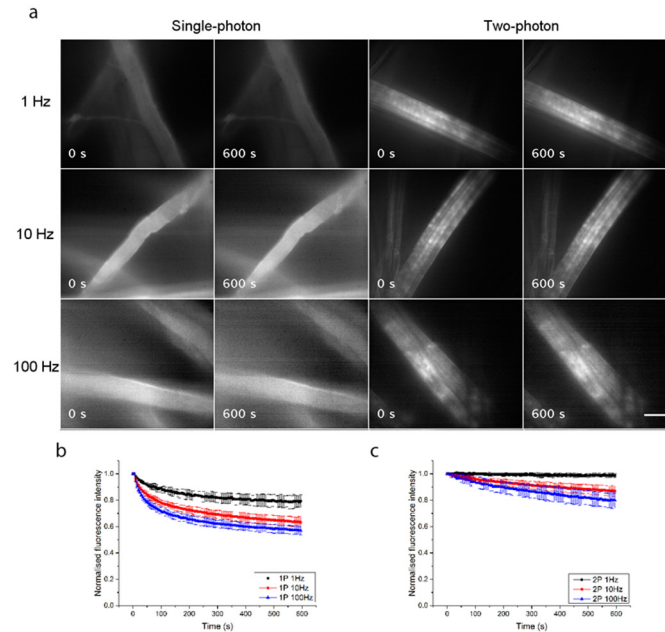 a
Single-photon
Two-photon
1 Hz
0 s
600 s
0 s
600 s
10 Hz
0 s
600 s
0 s
600 s
100 Hz
0 s
600 s
0 s
600 s
b
Normalised fluorescence intensity
1.0
0.8
0.6
0.4
0.2
0.0
0 100 200 300 400 500 600
Time (s)
1P 1Hz
1P 10Hz
1P 100Hz
c
Normalised fluorescence intensity
1.0
0.8
0.6
0.4
0.2
0.0
0 100 200 300 400 500 600
Time (s)
2P 1Hz
2P 10Hz
2P 100Hz